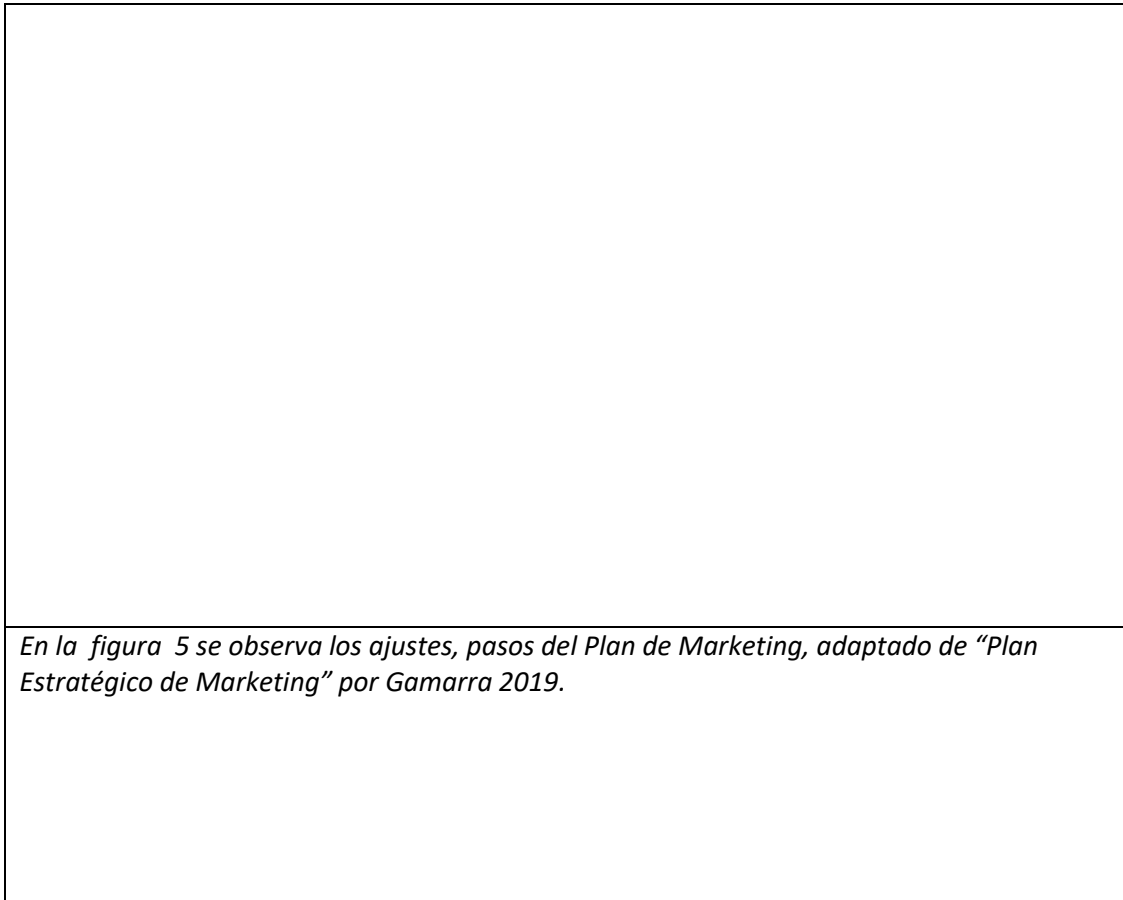 En la  figura  5 se observa los ajustes, pasos del Plan de Marketing, adaptado de “Plan
Estratégico de Marketing” por Gamarra 2019.